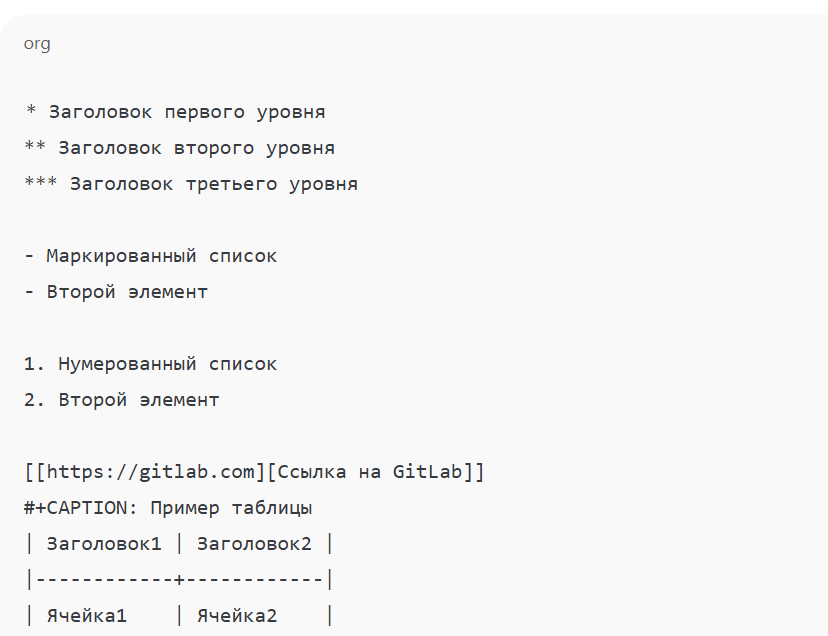 org
* Заголовок первого уровня
** Заголовок второго уровня
*** Заголовок третьего уровня
- Маркированный список
- Второй элемент
1. Нумерованный список
2. Второй элемент
[[https://gitlab.com][Ссылка на GitLab]]
#+CAPTION: Пример таблицы
| Заголовок1 | Заголовок2 |
|------------+------------|
| Ячейка1    | Ячейка2    |